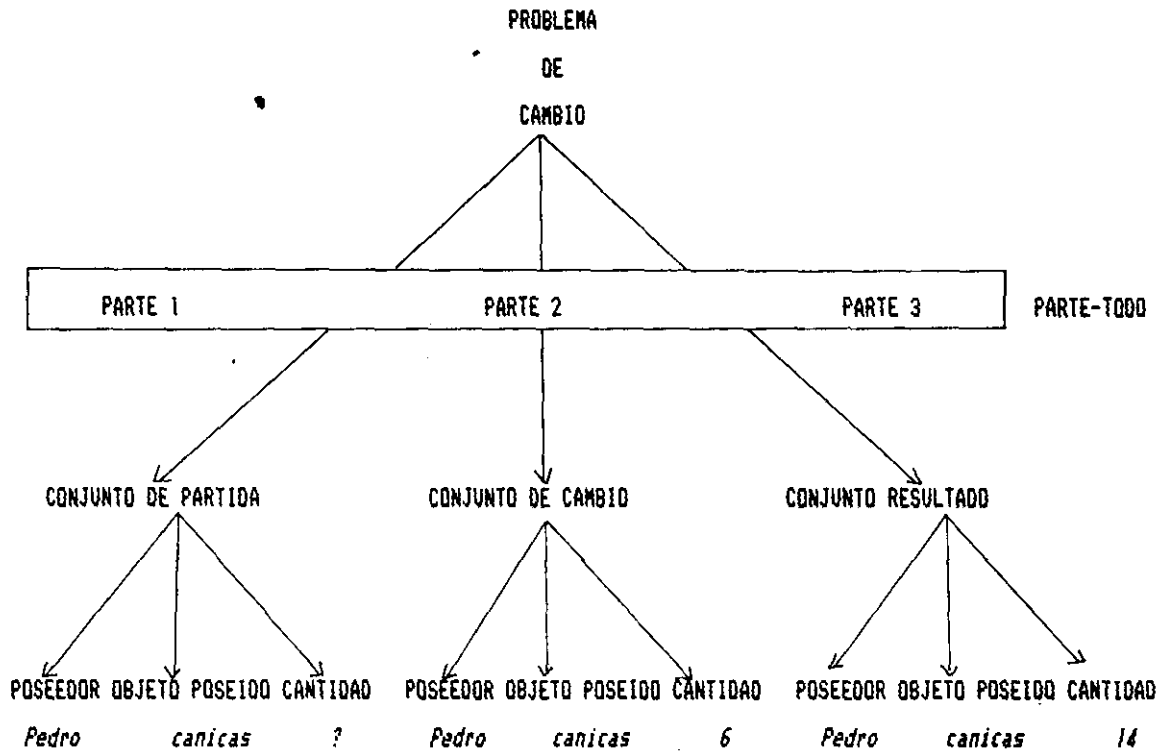 PROBLEMA
DE
CAMBIO
PARTE 1 PARTE 2 PARTE 3 PARTE-TODO
CONJUNTO DE PARTIDA CONJUNTO DE CAMBIO CONJUNTO RESULTADO
POSEEDOR OBJETO POSEIDO CANTIDAD POSEEDOR OBJETO POSEIDO CANTIDAD POSEEDOR OBJETO POSEIDO CANTIDAD
Pedro canicas ? Pedro canicas 6 Pedro canicas 14